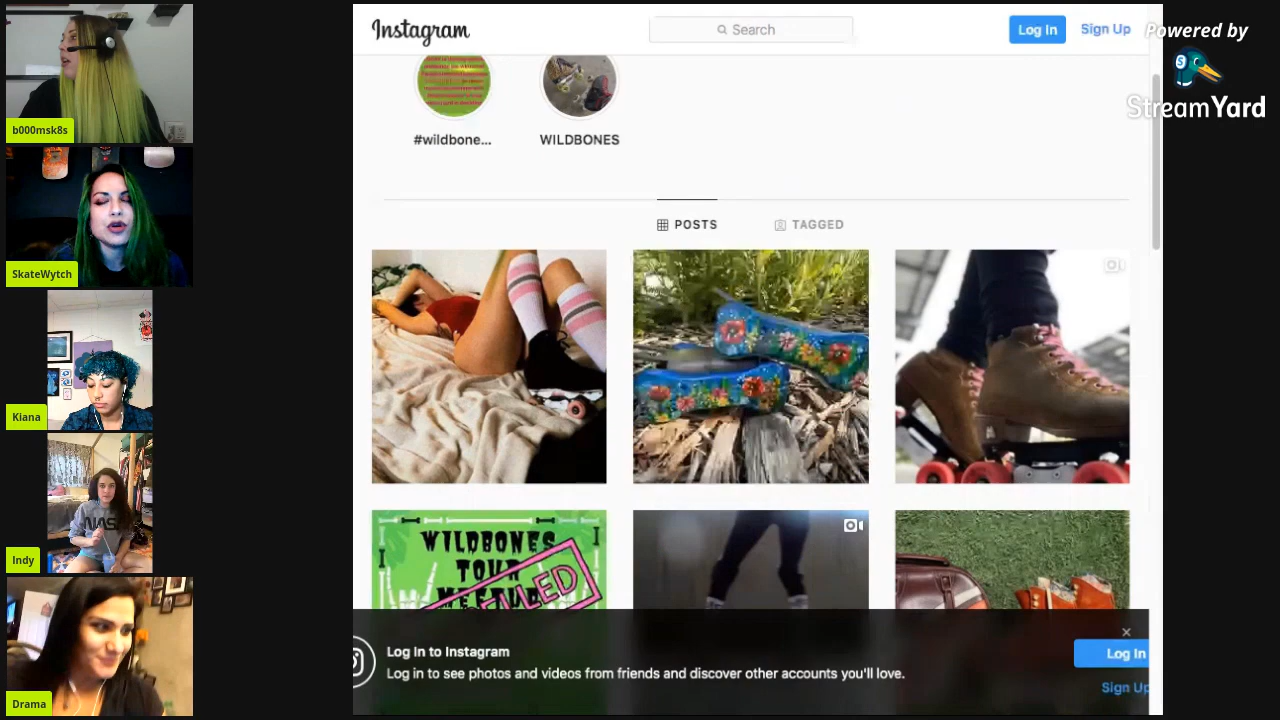 b000msk8s
SkateWytch
Kiana
Indy
Drama
Instagram
Search
Log In
Sign Up
Powered by
StreamYard
#wildbone...
WILDBONES
POSTS
TAGGED
WILDBONES
TOUR
Log In to Instagram
Log in to see photos and videos from friends and discover other accounts you'll love.
Log In
Sign Up